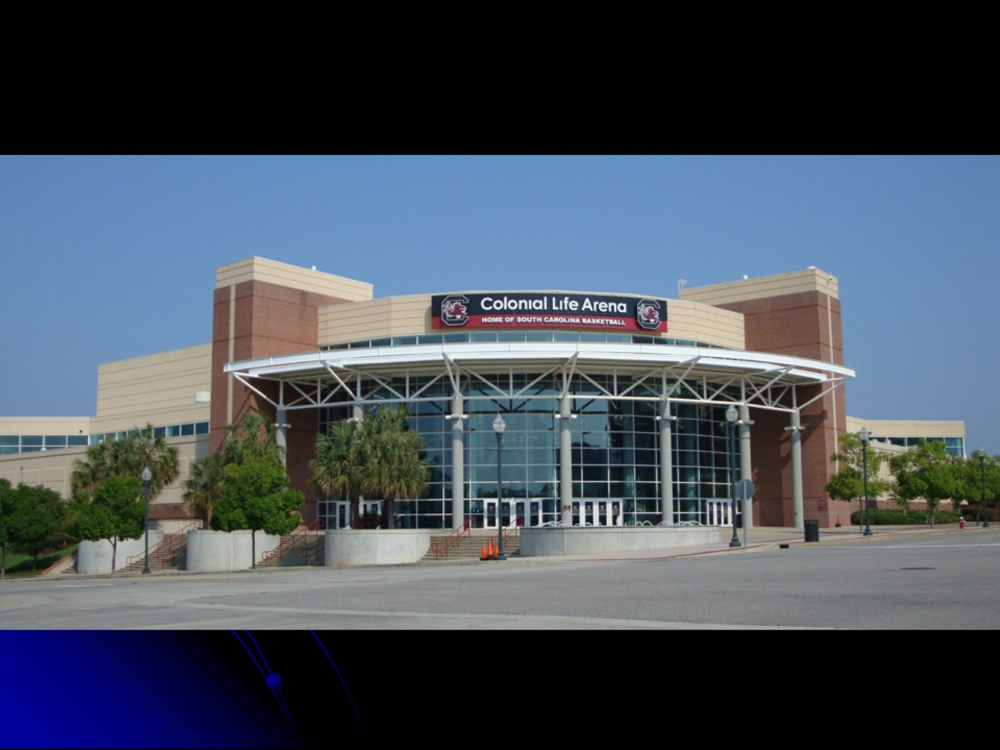 Colonial Life Arena
HOME OF SOUTH CAROLINA BASKETBALL